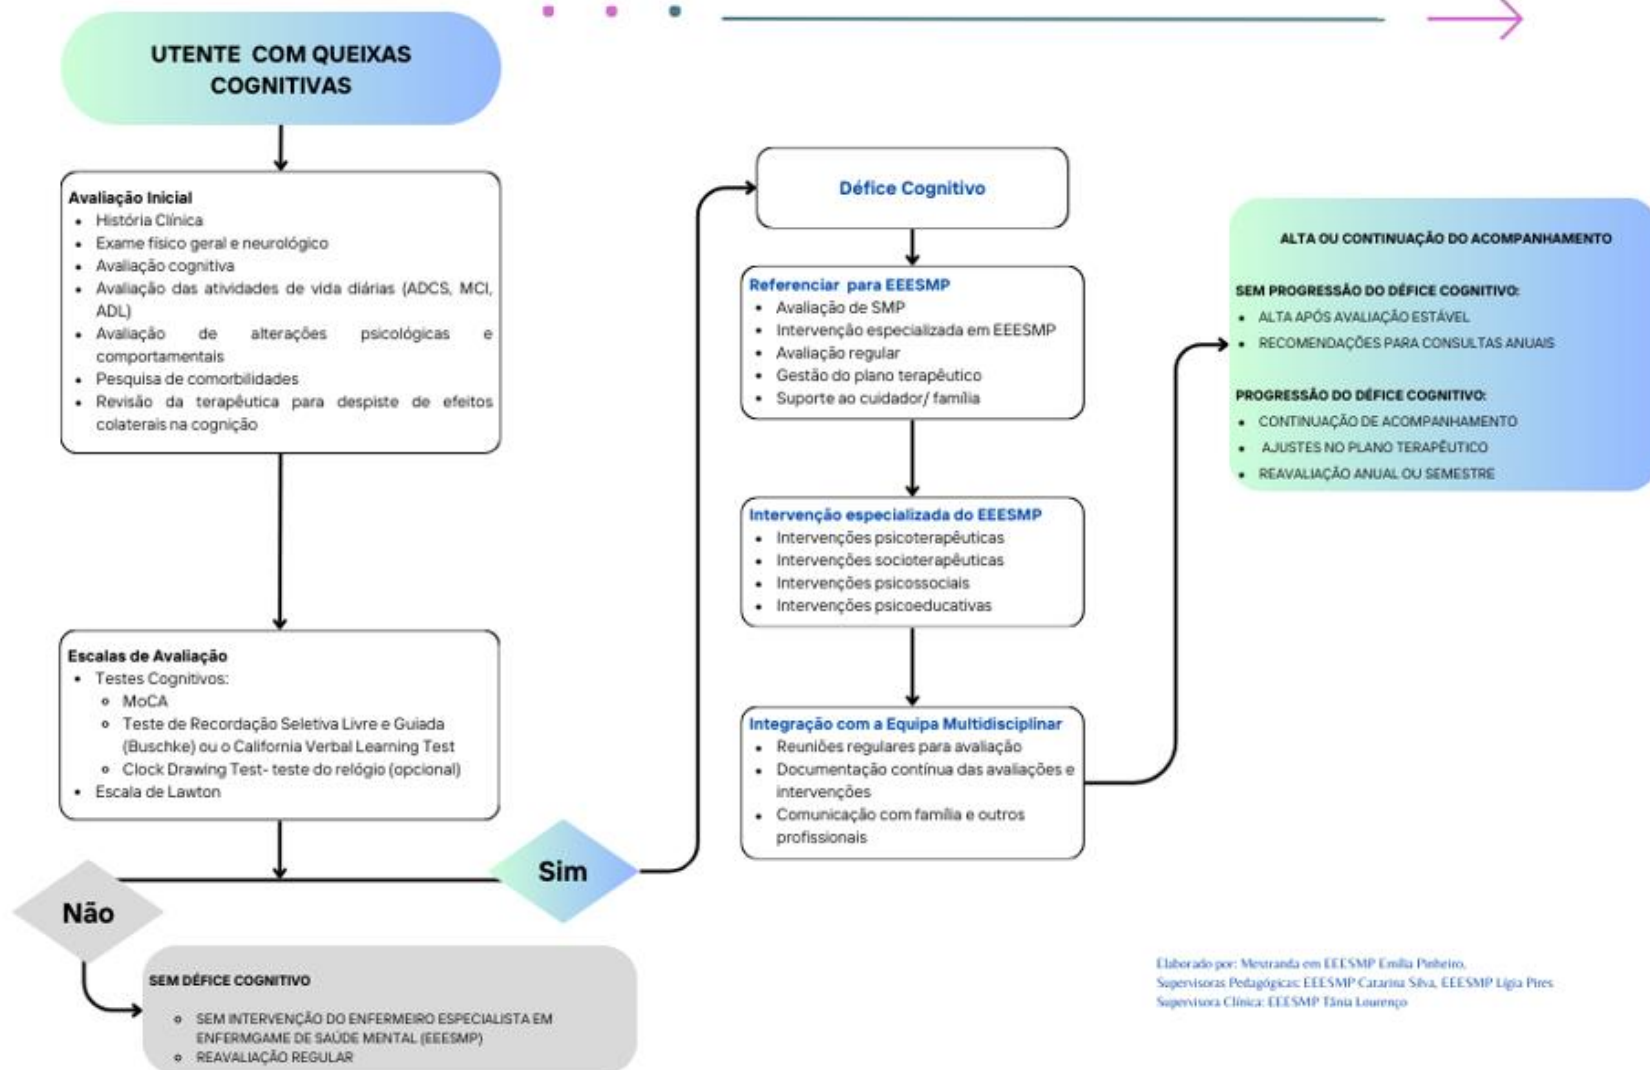 UTENTE COM QUEIXAS
COGNITIVAS
Avaliação Inicial
• História Clínica
• Exame físico geral e neurológico
• Avaliação cognitiva
• Avaliação das atividades de vida diárias (ADCS, MCI,
ADL)
• Avaliação de alterações psicológicas e
comportamentais
• Pesquisa de comorbilidades
• Revisão da terapêutica para despiste de efeitos
colaterais na cognição
Escalas de Avaliação
• Testes Cognitivos:
◦ MoCA
◦ Teste de Recordação Seletiva Livre e Guiada
(Buschke) ou o California Verbal Learning Test
◦ Clock Drawing Test- teste do relógio (opcional)
• Escala de Lawton
Não
SEM DÉFICE COGNITIVO
◦ SEM INTERVENÇÃO DO ENFERMEIRO ESPECIALISTA EM
ENFERMGAME DE SAÚDE MENTAL (EEESMP)
◦ REAVALIAÇÃO REGULAR
Sim
Défice Cognitivo
Referenciar para EEESMP
• Avaliação de SMP
• Intervenção especializada em EEESMP
• Avaliação regular
• Gestão do plano terapêutico
• Suporte ao cuidador/ família
Intervenção especializada do EEESMP
• Intervenções psicoterapêuticas
• Intervenções socioterapêuticas
• Intervenções psicossociais
• Intervenções psicoeducativas
Integração com a Equipa Multidisciplinar
• Reuniões regulares para avaliação
• Documentação contínua das avaliações e
intervenções
• Comunicação com família e outros
profissionais
ALTA OU CONTINUAÇÃO DO ACOMPANHAMENTO
SEM PROGRESSÃO DO DÉFICE COGNITIVO:
• ALTA APÓS AVALIAÇÃO ESTÁVEL
• RECOMENDAÇÕES PARA CONSULTAS ANUAIS
PROGRESSÃO DO DÉFICE COGNITIVO:
• CONTINUAÇÃO DE ACOMPANHAMENTO
• AJUSTES NO PLANO TERAPÊUTICO
• REAVALIAÇÃO ANUAL OU SEMESTRE
Elaborado por: Mestranda em EEESMP Emília Pinheiro,
Supervisoras Pedagógicas: EEESMP Catarina Silva, EEESMP Lígia Pires
Supervisora Clínica: EEESMP Tânia Lourenço